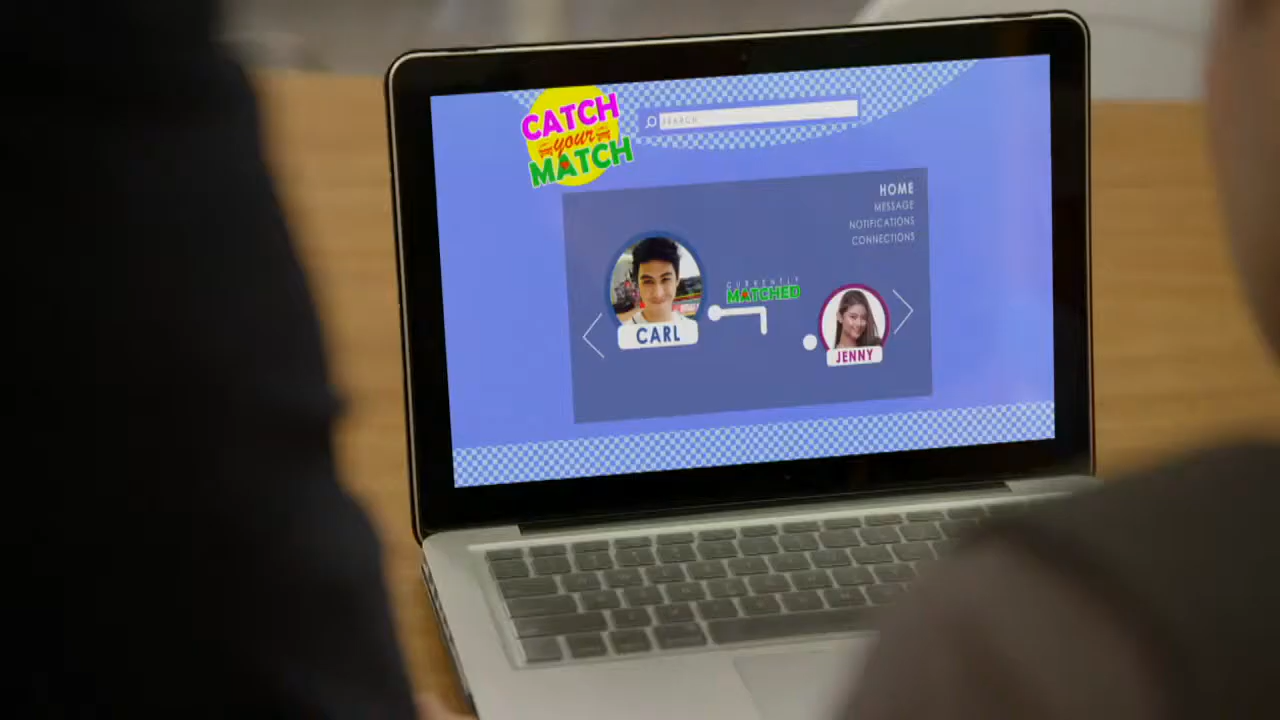 CATCH
your
MATCH
SEARCH
HOME
MESSAGE
NOTIFICATIONS
CONNECTIONS
CURRENTLY
MATCHED
CARL
JENNY